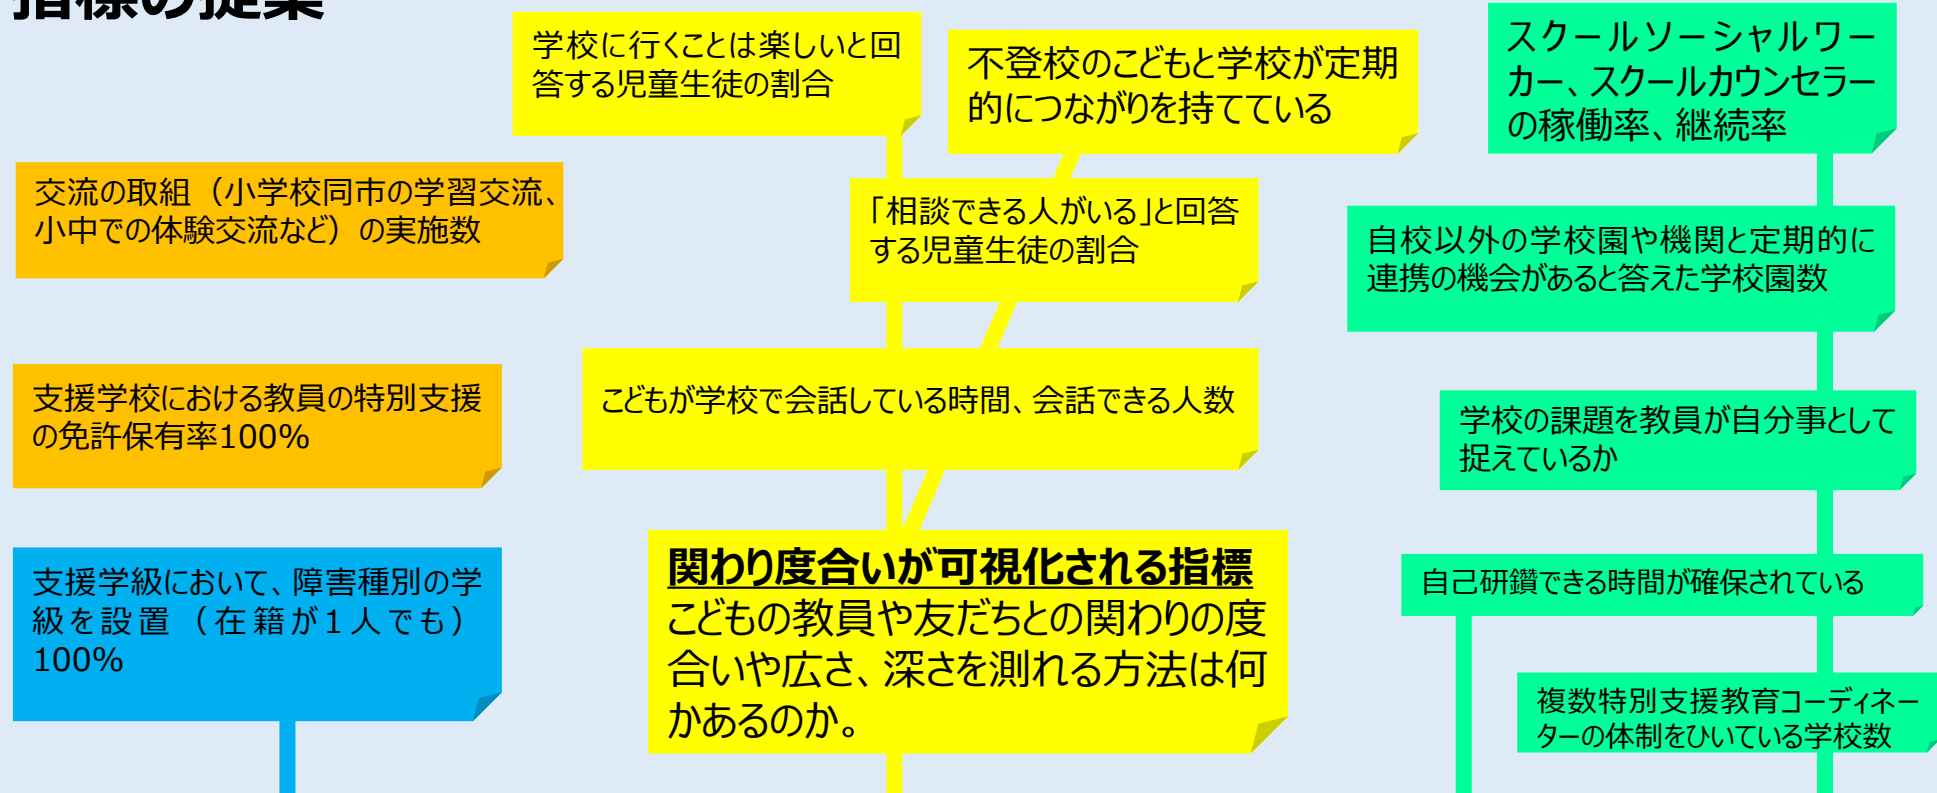 指標の提案
学校に行くことは楽しいと回
答する児童生徒の割合
不登校のこどもと学校が定期
的につながりを持てている
スクールソーシャルワー
カー、スクールカウンセラー
の稼働率、継続率
交流の取組（小学校同市の学習交流、
小中での体験交流など）の実施数
「相談できる人がいる」と回答
する児童生徒の割合
自校以外の学校園や機関と定期的に
連携の機会があると答えた学校園数
支援学校における教員の特別支援
の免許保有率100%
こどもが学校で会話している時間、会話できる人数
学校の課題を教員が自分事として
捉えているか
支援学級において、障害種別の学
級を設置（在籍が1人でも）
100%
関わり度合いが可視化される指標
こどもの教員や友だちとの関わりの度
合いや広さ、深さを測れる方法は何
かあるのか。
自己研鑽できる時間が確保されている
複数特別支援教育コーディネー
ターの体制をひいている学校数